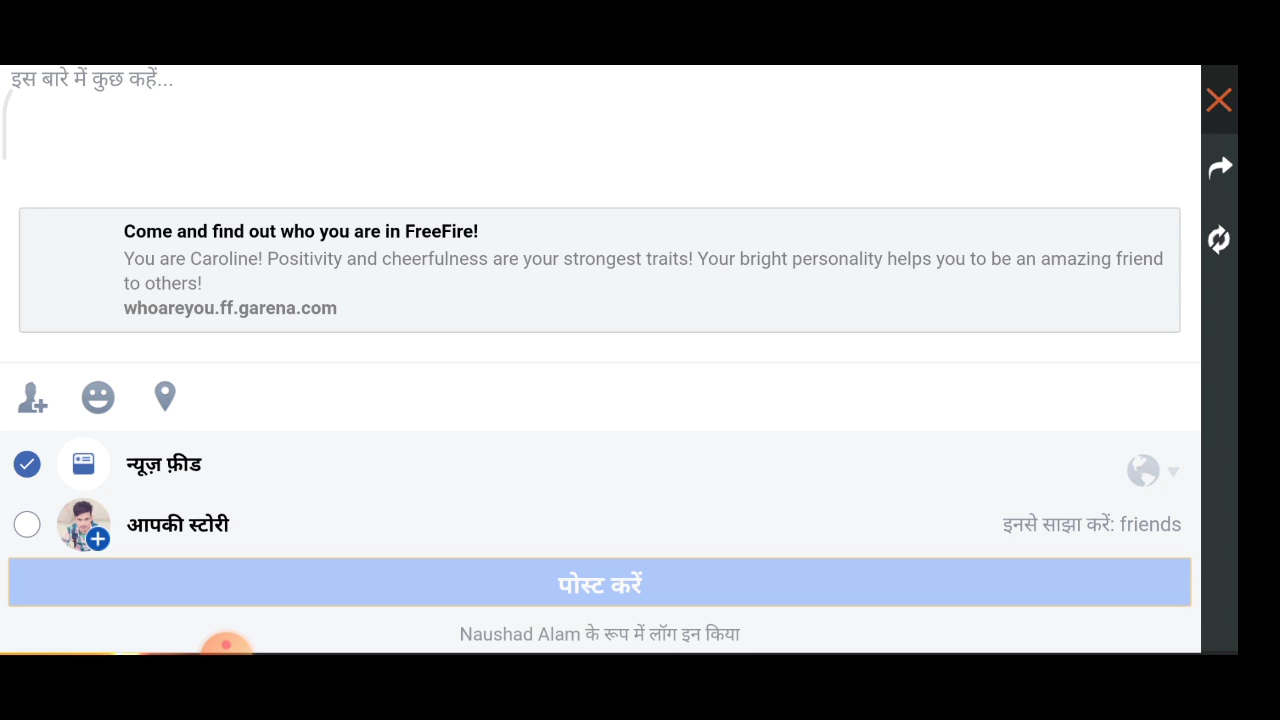 इस बारे में कुछ कहें...
Come and find out who you are in FreeFire!
You are Caroline! Positivity and cheerfulness are your strongest traits! Your bright personality helps you to be an amazing friend
to others!
whoareyou.ff.garena.com
न्यूज़ फ़ीड
आपकी स्टोरी
इनसे साझा करें: friends
पोस्ट करें
Naushad Alam के रूप में लॉग इन किया